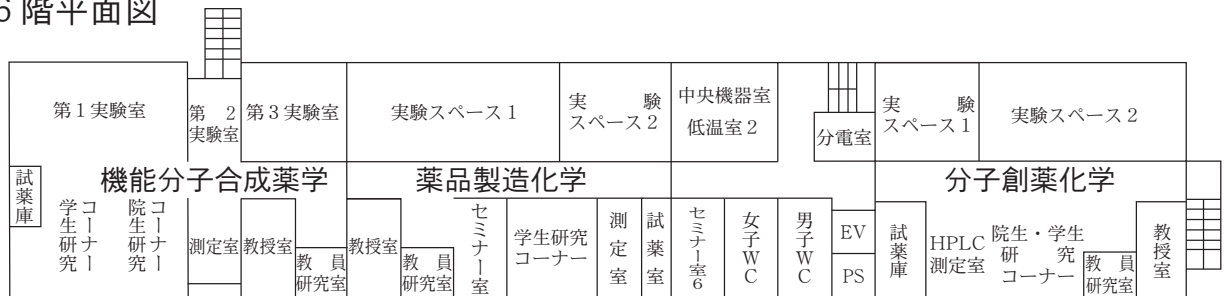 6階平面図
第1実験室
第 2
実験室
第3実験室
実験スペース1
実 験
スペース2
中央機器室
低温室2
分電室
実 験
スペース1
実験スペース2
機能分子合成薬学
薬品製造化学
分子創薬化学
試薬庫
学生研究
コーナー
院生研究
コーナー
測定室
教授室
教 員
研究室
教授室
教 員
研究室
セミナー室
学生研究
コーナー
測定室
試薬室
セミナー室6
女子WC
男子WC
EV
PS
試薬庫
HPLC
測定室
院生・学生
研 究
コーナー
教 員
研究室
教授室